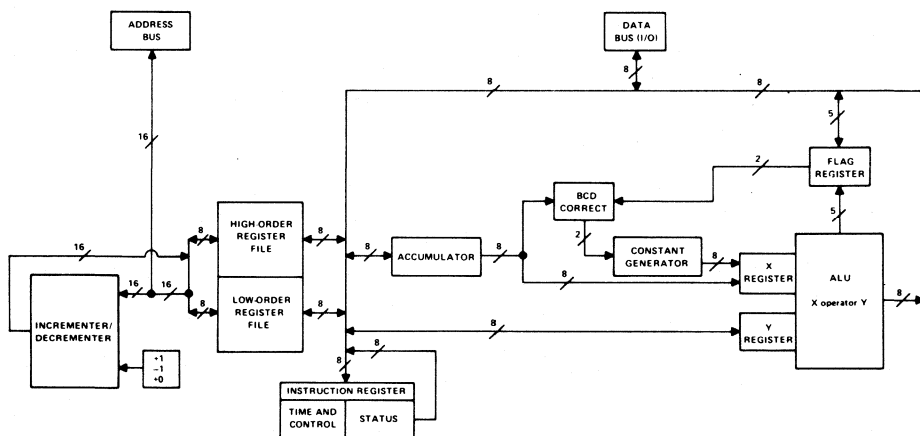 ADDRESS
BUS
DATA
BUS (I/O)
8
8
8
16
5
2
FLAG
REGISTER
BCD
CORRECT
5
HIGH-ORDER
REGISTER
FILE
8
8
16
8
ACCUMULATOR
8
2
CONSTANT
GENERATOR
8
X
REGISTER
ALU
X operator Y
8
8
16
16
INCREMENTER/
DECREMENTER
8
LOW-ORDER
REGISTER
FILE
8
8
Y
REGISTER
+1
−1
+0
8
8
INSTRUCTION REGISTER
TIME AND
CONTROL
STATUS